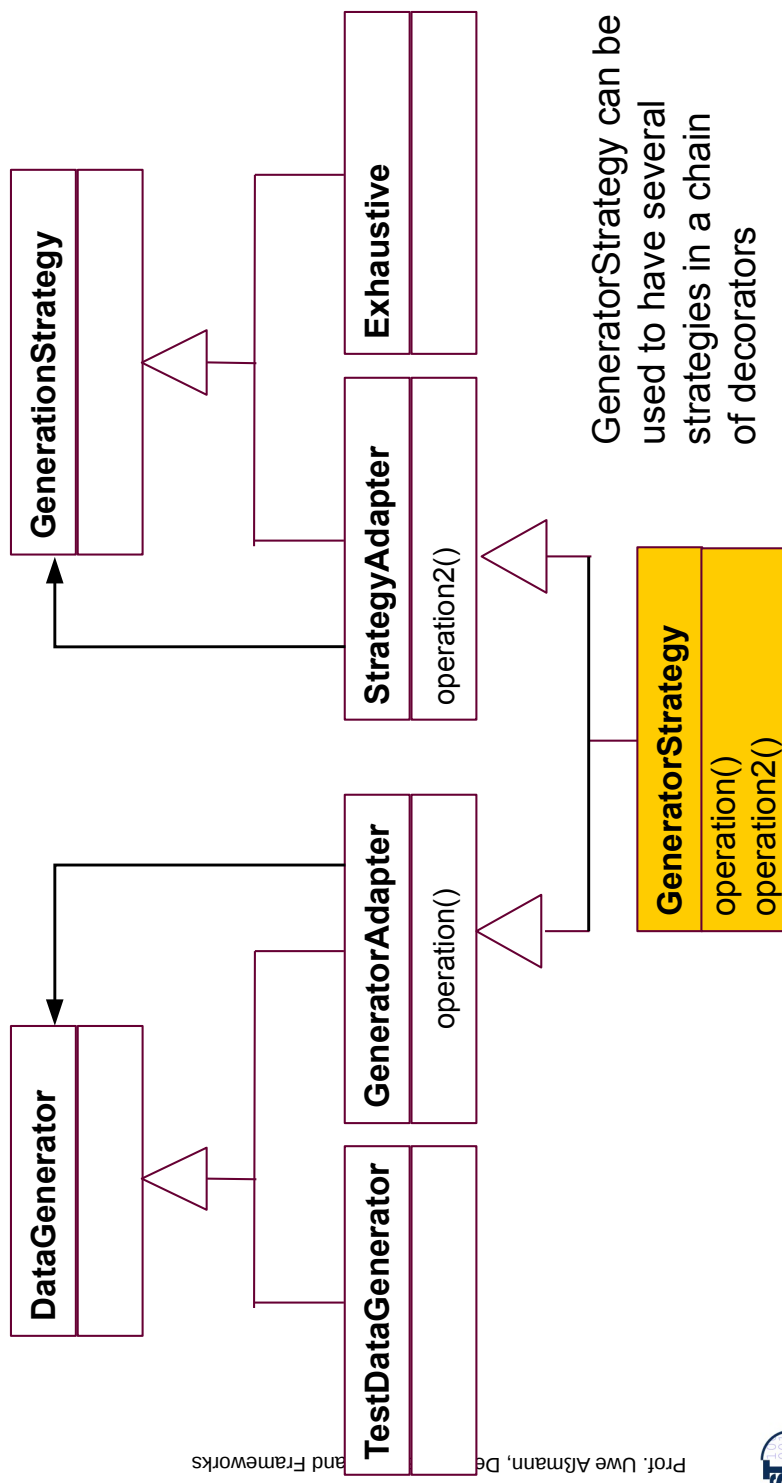 DataGenerator
GenerationStrategy
TestDataGenerator
GeneratorAdapter
operation()
StrategyAdapter
operation2()
Exhaustive
GeneratorStrategy
operation()
operation2()
GeneratorStrategy can be
used to have several
strategies in a chain
of decorators
Prof. Uwe Aßmann, De
and Frameworks